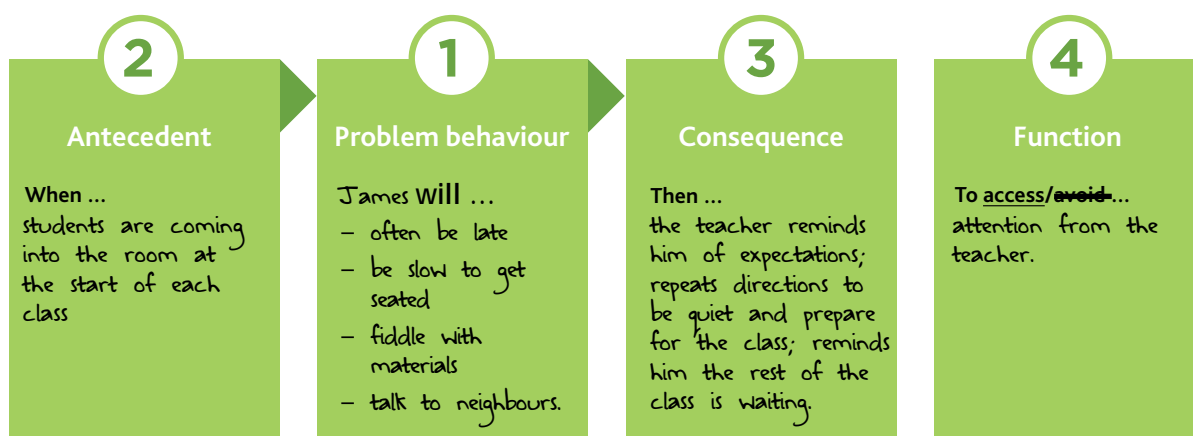 2
Antecedent
When ...
students are coming
into the room at
the start of each
class
1
Problem behaviour
James will ...
– often be late
– be slow to get
seated
– fiddle with
materials
– talk to neighbours.
3
Consequence
Then ...
the teacher reminds
him of expectations;
repeats directions to
be quiet and prepare
for the class; reminds
him the rest of the
class is waiting.
4
Function
To access/avoid ...
attention from the
teacher.